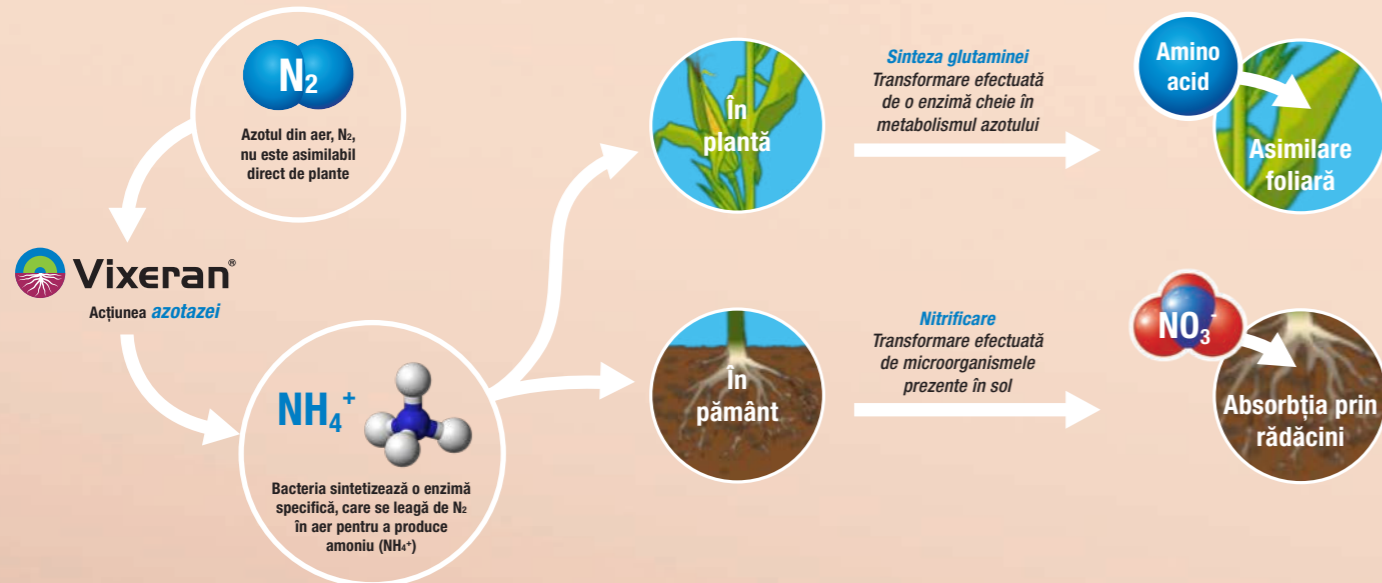 N2
Azotul din aer, N2,
nu este asimilabil
direct de plante
Vixeran®
Acțiunea azotazei
NH4+
Bacteria sintetizează o enzimă
specifică, care se leagă de N2
în aer pentru a produce
amoniu (NH4+)
În
plantă
Sinteza glutaminei
Transformare efectuată
de o enzimă cheie în
metabolismul azotului
Amino
acid
Asimilare
foliară
În
pământ
Nitrificare
Transformare efectuată
de microorganismele
prezente în sol
NO3-
Absorbția prin
rădăcini